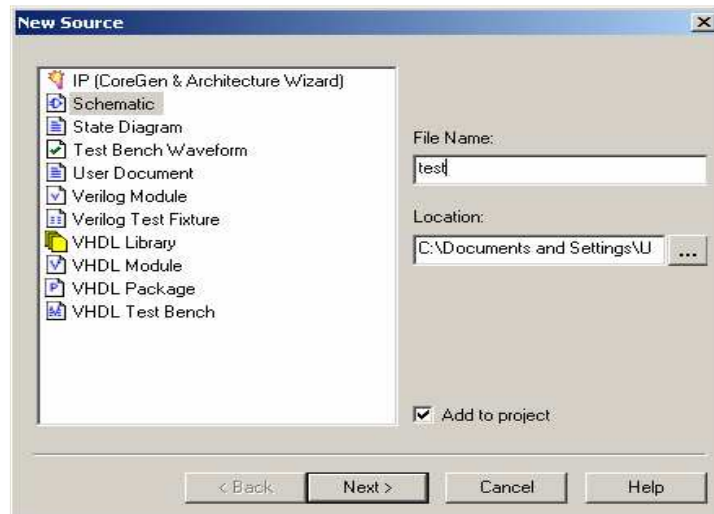 New Source
IP (CoreGen & Architecture Wizard)
Schematic
State Diagram
Test Bench Waveform
User Document
Verilog Module
Verilog Test Fixture
VHDL Library
VHDL Module
VHDL Package
VHDL Test Bench
File Name:
test
Location:
C:\Documents and Settings\U
...
Add to project
< Back
Next >
Cancel
Help